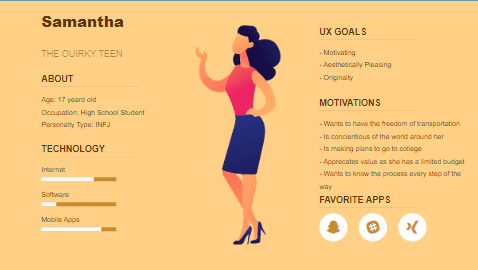 Samantha
THE QUIRKY TEEN
ABOUT
Age: 17 yeard old
Occupation: High School Student
Personalty Type: INFJ
TECHNOLOGY
Internet
Software
Mobile Apps
UX GOALS
- Motivating
- Aesthetically Pleasing
- Originalty
MOTIVATIONS
- Wants to have the freedom of transportation
- Is concientious of the world around her
- Is making plans to go to college
- Apprecates value as she has a limited budget
- Wants to know the process every step of the
way
FAVORITE APPS